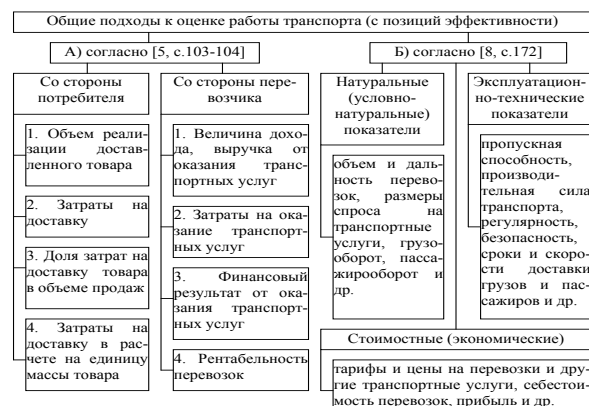 Общие подходы к оценке работы транспорта (с позиций эффективности)
А) согласно [5, с.103-104]
Б) согласно [8, с.172]
Со стороны
потребителя
1. Объем реали-
зации достав-
ленного товара
2. Затраты на
доставку
3. Доля затрат на
доставку товара
в объеме продаж
4. Затраты на
доставку в рас-
чете на единицу
массы товара
Со стороны пере-
возчика
1. Величина дохо-
да, выручка от
оказания транс-
портных услуг
2. Затраты на ока-
зание транспорт-
ных услуг
3. Финансовый
результат от ока-
зания транспорт-
ных услуг
4. Рентабельность
перевозок
Натуральные
(условно-
натуральные)
показатели
объем и даль-
ность перево-
зок, размеры
спроса на
транспортные
услуги, грузо-
оборот, пасса-
жирооборот и
др.
Эксплуатацион-
но-технические
показатели
пропускная
способность,
производи-
тельная сила
транспорта,
регулярность,
безопасность,
сроки и скоро-
сти доставки
грузов и пас-
сажиров и др.
Стоимостные (экономические)
тарифы и цены на перевозки и дру-
гие транспортные услуги, себестои-
мость перевозок, прибыль и др.